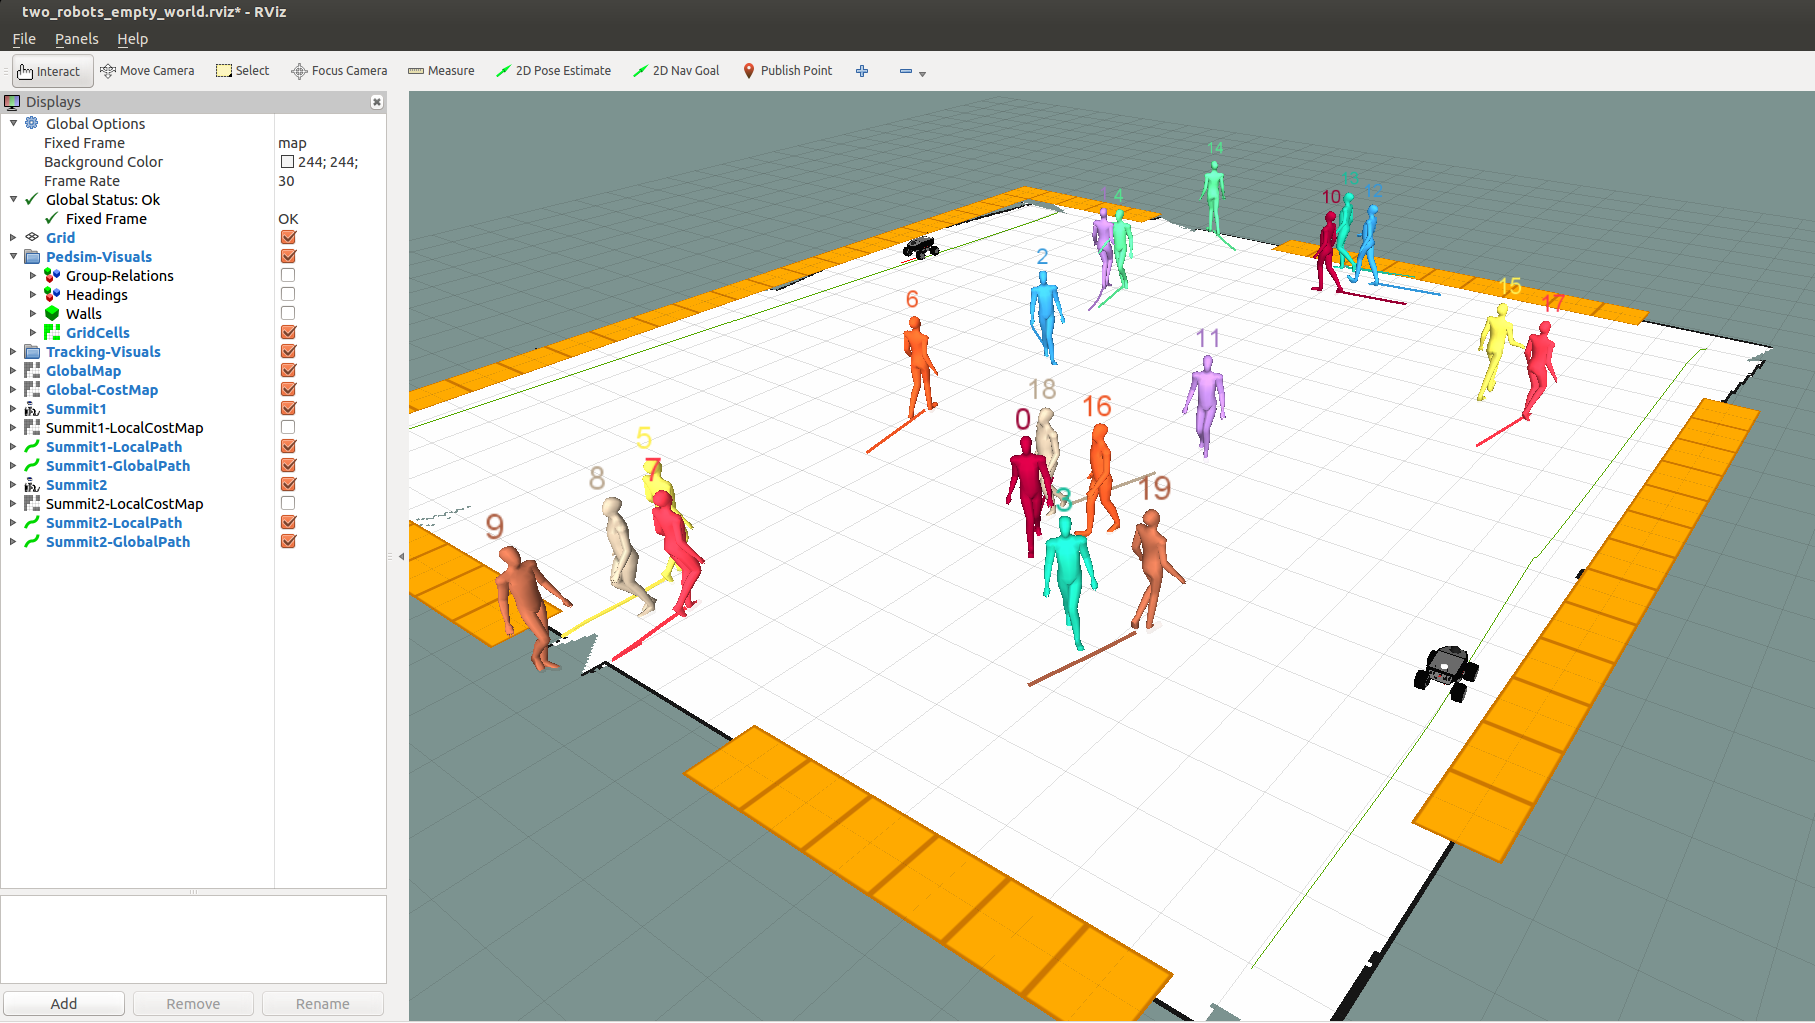 two_robots_empty_world.rviz* - RViz
File Panels Help
Interact Move Camera Select Focus Camera Measure 2D Pose Estimate 2D Nav Goal Publish Point
Displays
Global Options
Fixed Frame map
Background Color 244; 244;
Frame Rate 30
Global Status: Ok
Fixed Frame OK
Grid
Pedsim-Visuals
Group-Relations
Headings
Walls
GridCells
Tracking-Visuals
GlobalMap
Global-CostMap
Summit1
Summit1-LocalCostMap
Summit1-LocalPath
Summit1-GlobalPath
Summit2
Summit2-LocalCostMap
Summit2-LocalPath
Summit2-GlobalPath
Add Remove Rename
14
4
10
12
2
15
17
6
11
18
16
0
5
7
8
3
19
9